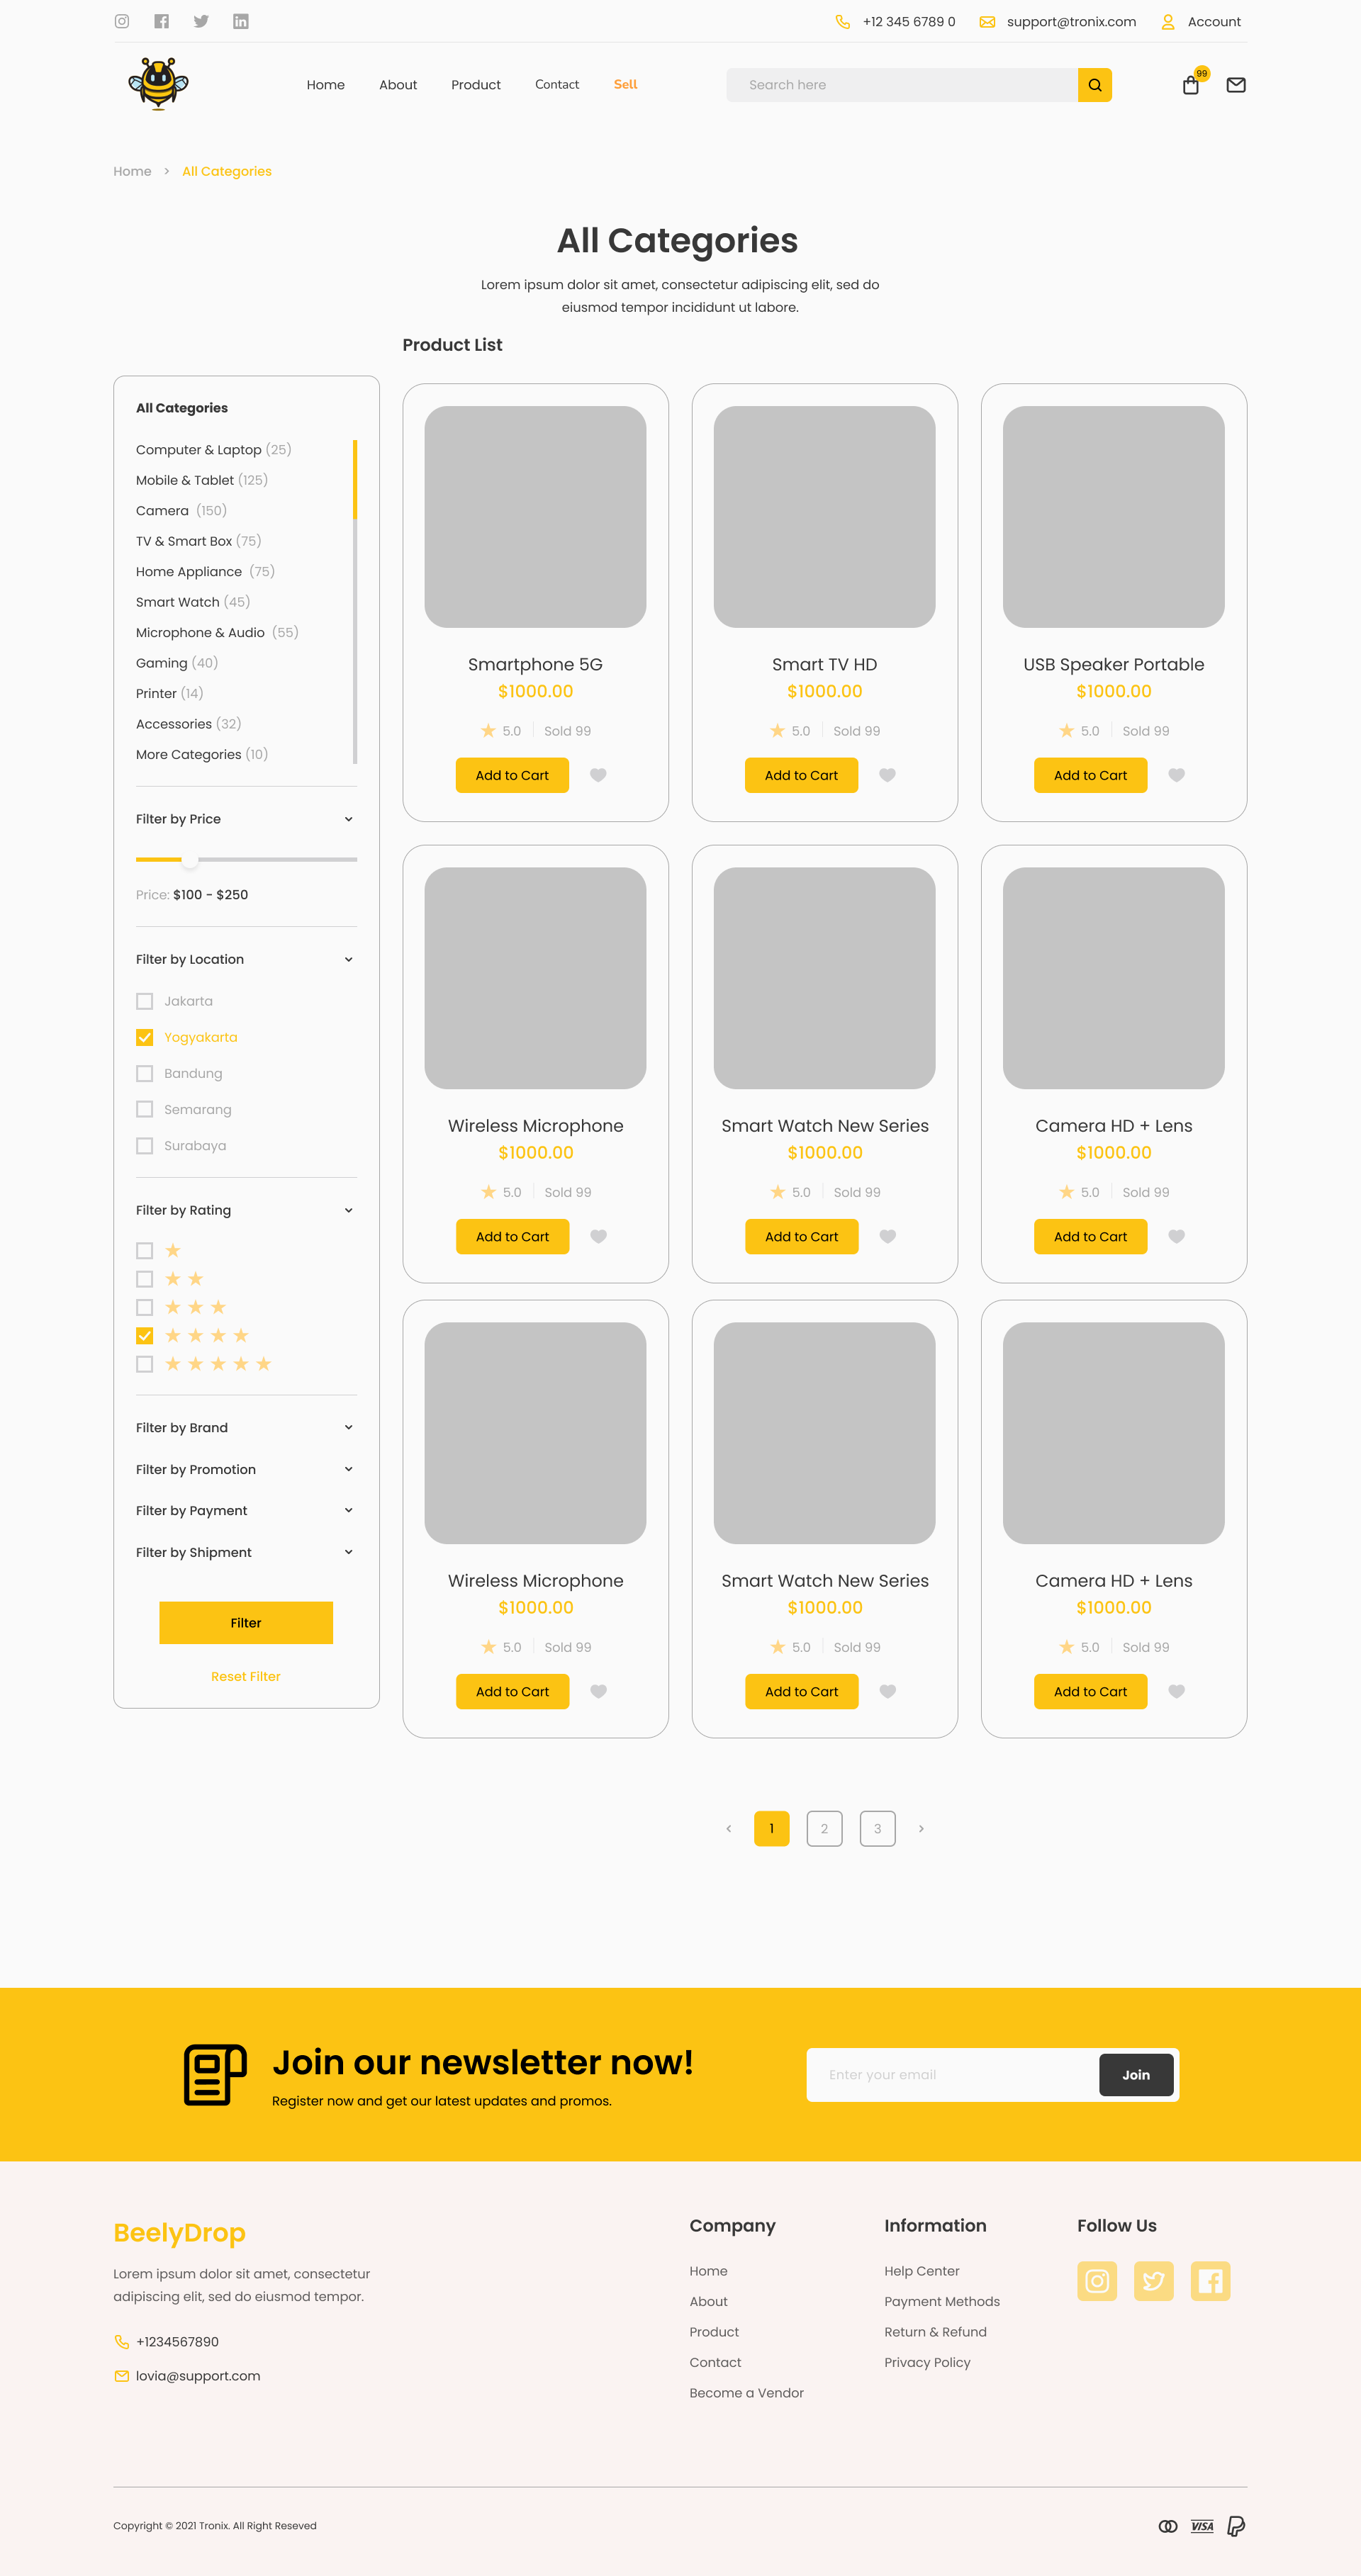 +12 345 6789 0
support@tronix.com
Account
Home
About
Product
Contact
Sell
Search here
99
Home > All Categories
All Categories
Lorem ipsum dolor sit amet, consectetur adipiscing elit, sed do
eiusmod tempor incididunt ut labore.
Product List
All Categories
Computer & Laptop (25)
Mobile & Tablet (125)
Camera (150)
TV & Smart Box (75)
Home Appliance (75)
Smart Watch (45)
Microphone & Audio (55)
Gaming (40)
Printer (14)
Accessories (32)
More Categories (10)
Filter by Price
Price: $100 - $250
Filter by Location
Jakarta
Yogyakarta
Bandung
Semarang
Surabaya
Filter by Rating
Filter by Brand
Filter by Promotion
Filter by Payment
Filter by Shipment
Filter
Reset Filter
Smartphone 5G
$1000.00
5.0
Sold 99
Add to Cart
Smart TV HD
$1000.00
5.0
Sold 99
Add to Cart
USB Speaker Portable
$1000.00
5.0
Sold 99
Add to Cart
Wireless Microphone
$1000.00
5.0
Sold 99
Add to Cart
Smart Watch New Series
$1000.00
5.0
Sold 99
Add to Cart
Camera HD + Lens
$1000.00
5.0
Sold 99
Add to Cart
Wireless Microphone
$1000.00
5.0
Sold 99
Add to Cart
Smart Watch New Series
$1000.00
5.0
Sold 99
Add to Cart
Camera HD + Lens
$1000.00
5.0
Sold 99
Add to Cart
1
2
3
Join our newsletter now!
Register now and get our latest updates and promos.
Enter your email
Join
BeelyDrop
Lorem ipsum dolor sit amet, consectetur
adipiscing elit, sed do eiusmod tempor.
+1234567890
lovia@support.com
Company
Home
About
Product
Contact
Become a Vendor
Information
Help Center
Payment Methods
Return & Refund
Privacy Policy
Follow Us
Copyright © 2021 Tronix. All Right Reseved
VISA